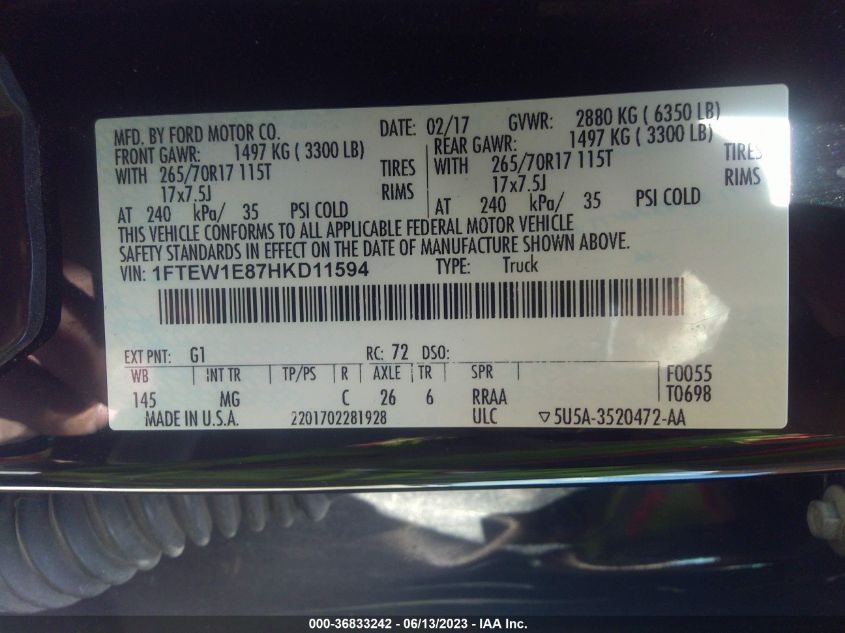 MFD. BY FORD MOTOR CO. DATE: 02/17 GVWR: 2880 KG ( 6350 LB)
FRONT GAWR: 1497 KG ( 3300 LB) REAR GAWR: 1497 KG ( 3300 LB)
WITH 265/70R17 115T TIRES WITH 265/70R17 115T TIRES
17x7.5J RIMS 17x7.5J RIMS
AT 240 kPa/ 35 PSI COLD AT 240 kPa/ 35 PSI COLD
THIS VEHICLE CONFORMS TO ALL APPLICABLE FEDERAL MOTOR VEHICLE
SAFETY STANDARDS IN EFFECT ON THE DATE OF MANUFACTURE SHOWN ABOVE.
VIN: 1FTEW1E87HKD11594 TYPE: Truck
EXT PNT: G1 RC: 72 DSO:
WB INT TR TP/PS R AXLE TR SPR F0055
145 MG C 26 6 RRAA T0698
MADE IN U.S.A. 2201702281928 ULC ▽5U5A-3520472-AA
000-36833242 - 06/13/2023 - IAA Inc.